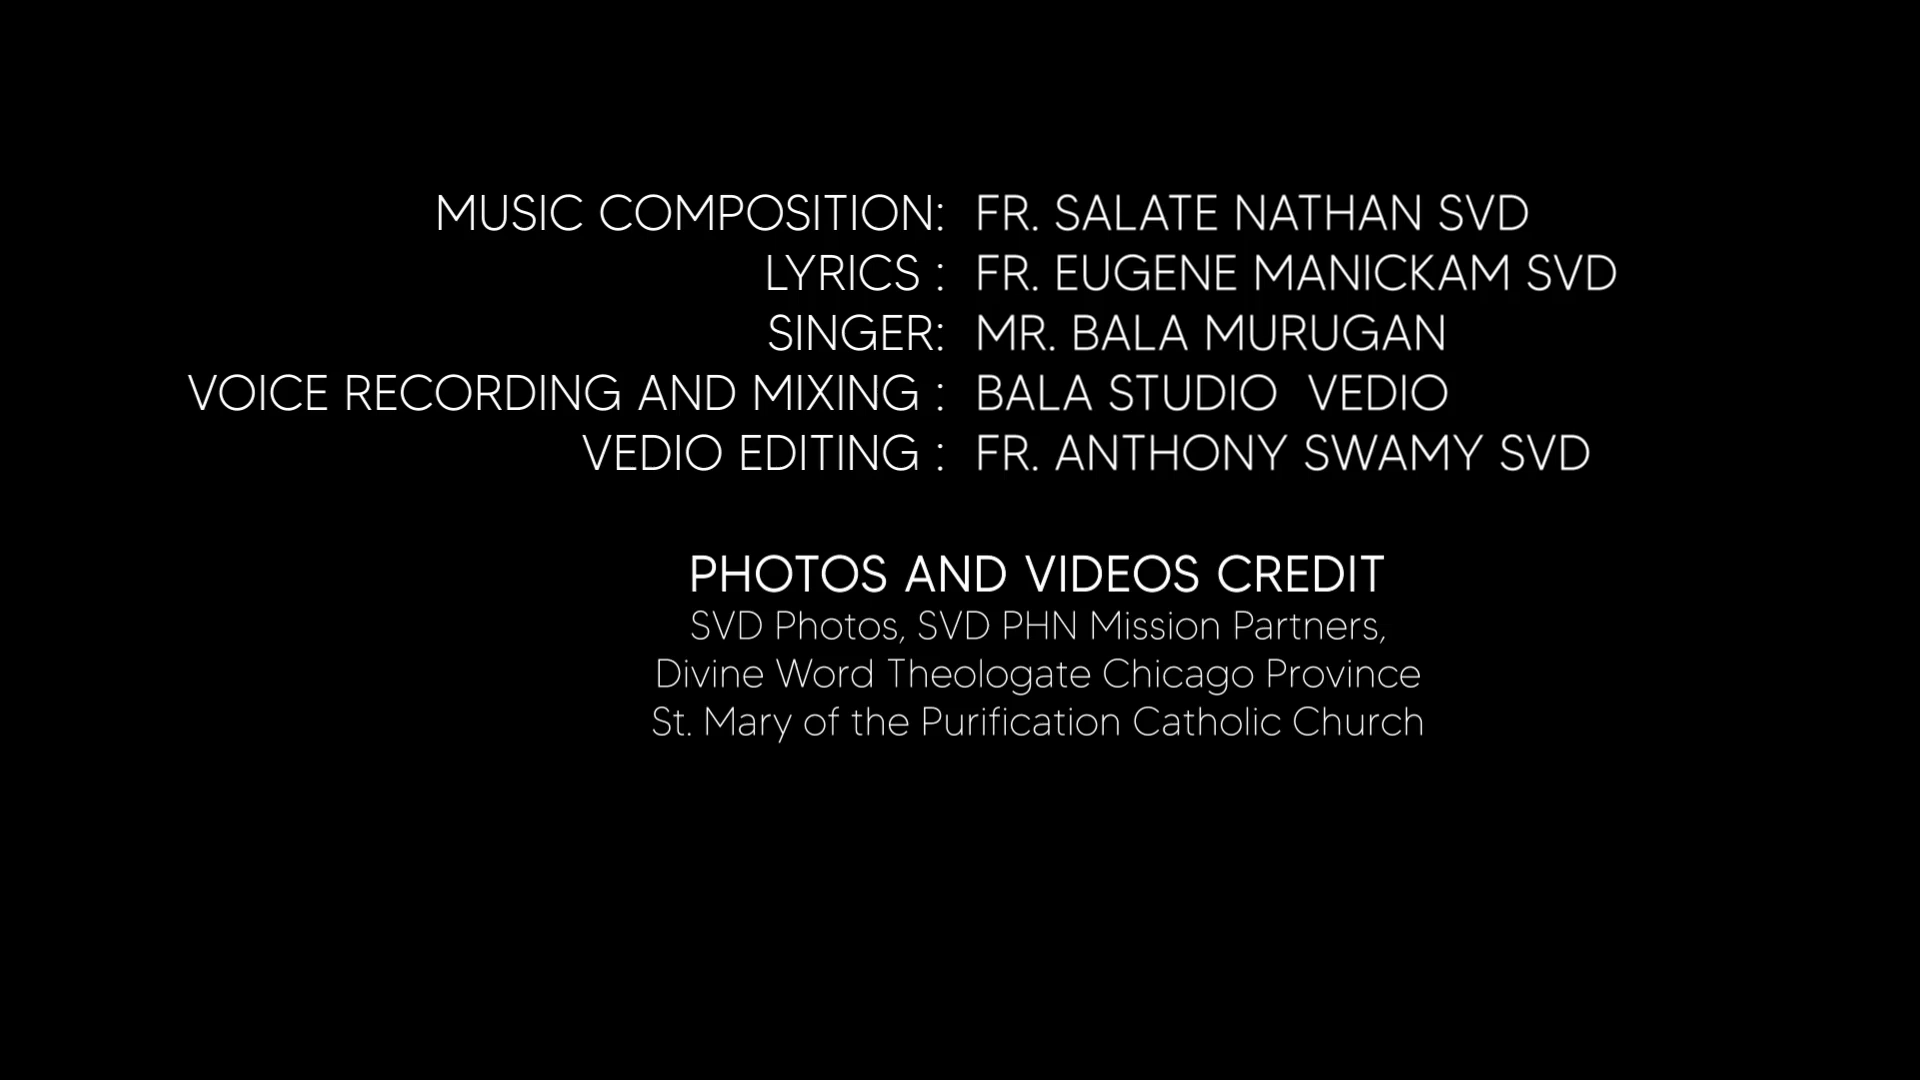 MUSIC COMPOSITION: FR. SALATE NATHAN SVD
LYRICS : FR. EUGENE MANICKAM SVD
SINGER: MR. BALA MURUGAN
VOICE RECORDING AND MIXING : BALA STUDIO VEDIO
VEDIO EDITING : FR. ANTHONY SWAMY SVD
PHOTOS AND VIDEOS CREDIT
SVD Photos, SVD PHN Mission Partners,
Divine Word Theologate Chicago Province
St. Mary of the Purification Catholic Church